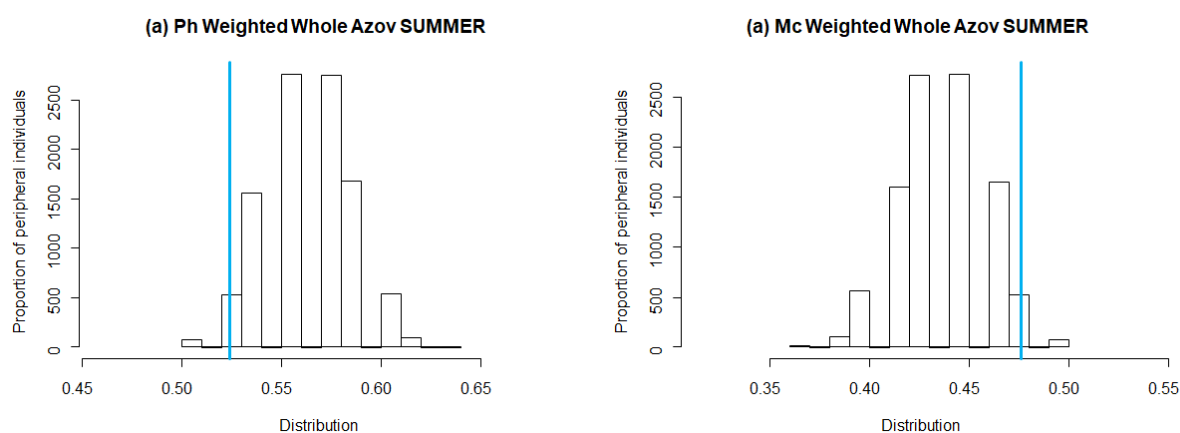 (a) Ph Weighted Whole Azov SUMMER
Proportion of peripheral individuals
2500
2000
1500
1000
500
0
0.45 0.50 0.55 0.60 0.65
Distribution
(a) Mc Weighted Whole Azov SUMMER
Proportion of peripheral individuals
2500
2000
1500
1000
500
0
0.35 0.40 0.45 0.50 0.55
Distribution